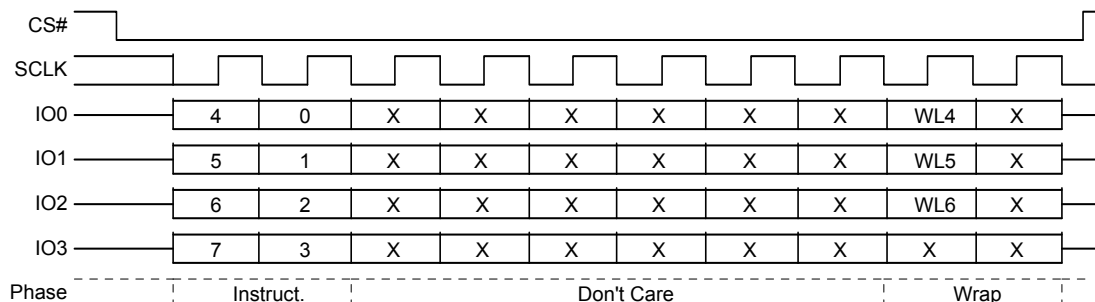 CS#
SCLK
IO0 4 0 X X X X X X WL4 X
IO1 5 1 X X X X X X WL5 X
IO2 6 2 X X X X X X WL6 X
IO3 7 3 X X X X X X X X
Phase Instruct. Don't Care Wrap